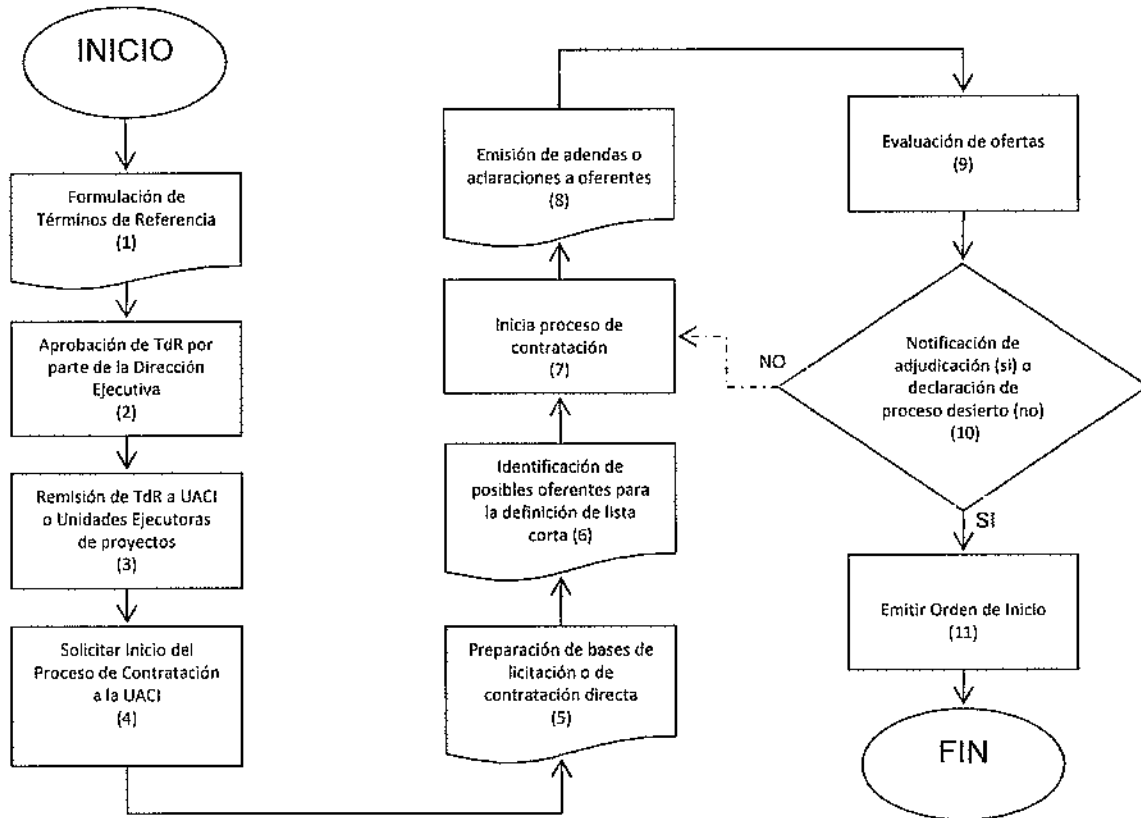 INICIO
Formulación de
Términos de Referencia
(1)
Aprobación de TdR por
parte de la Dirección
Ejecutiva
(2)
Remisión de TdR a UACI
o Unidades Ejecutoras
de proyectos
(3)
Solicitar Inicio del
Proceso de Contratación
a la UACI
(4)
Preparación de bases de
licitación o de
contratación directa
(5)
Identificación de
posibles oferentes para
la definición de lista
corta (6)
Inicia proceso de
contratación
(7)
Emisión de adendas o
aclaraciones a oferentes
(8)
Evaluación de ofertas
(9)
Notificación de
adjudicación (si) o
declaración de
proceso desierto (no)
(10)
NO
SI
Emitir Orden de Inicio
(11)
FIN